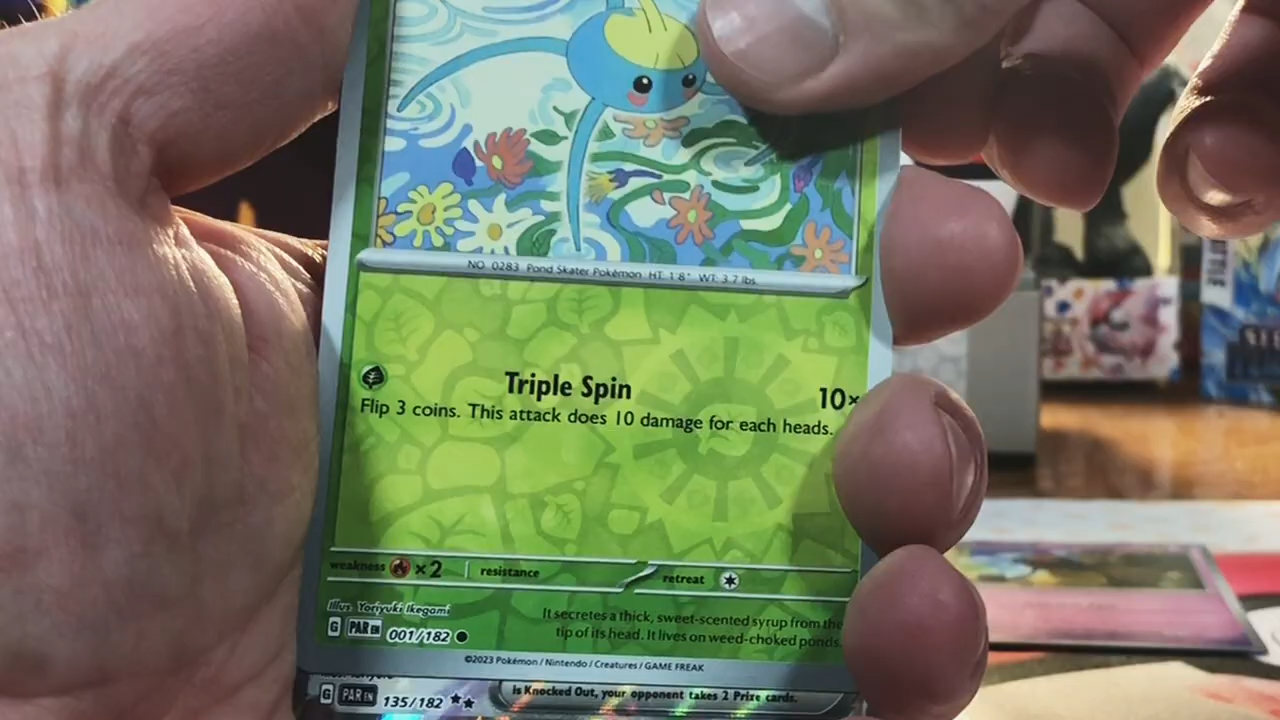 NO 0283 Pond Skater Pokémon HT: 1'8" WT: 3.7 lbs.
Triple Spin 10×
Flip 3 coins. This attack does 10 damage for each heads.
weakness ×2 resistance retreat
Illus. Yoriyuki Ikegami
It secretes a thick, sweet-scented syrup from the
tip of its head. It lives on weed-choked ponds.
G PAR EN 001/182
©2023 Pokémon / Nintendo / Creatures / GAME FREAK
G PAR EN 135/182
is Knocked Out, your opponent takes 2 Prize cards.